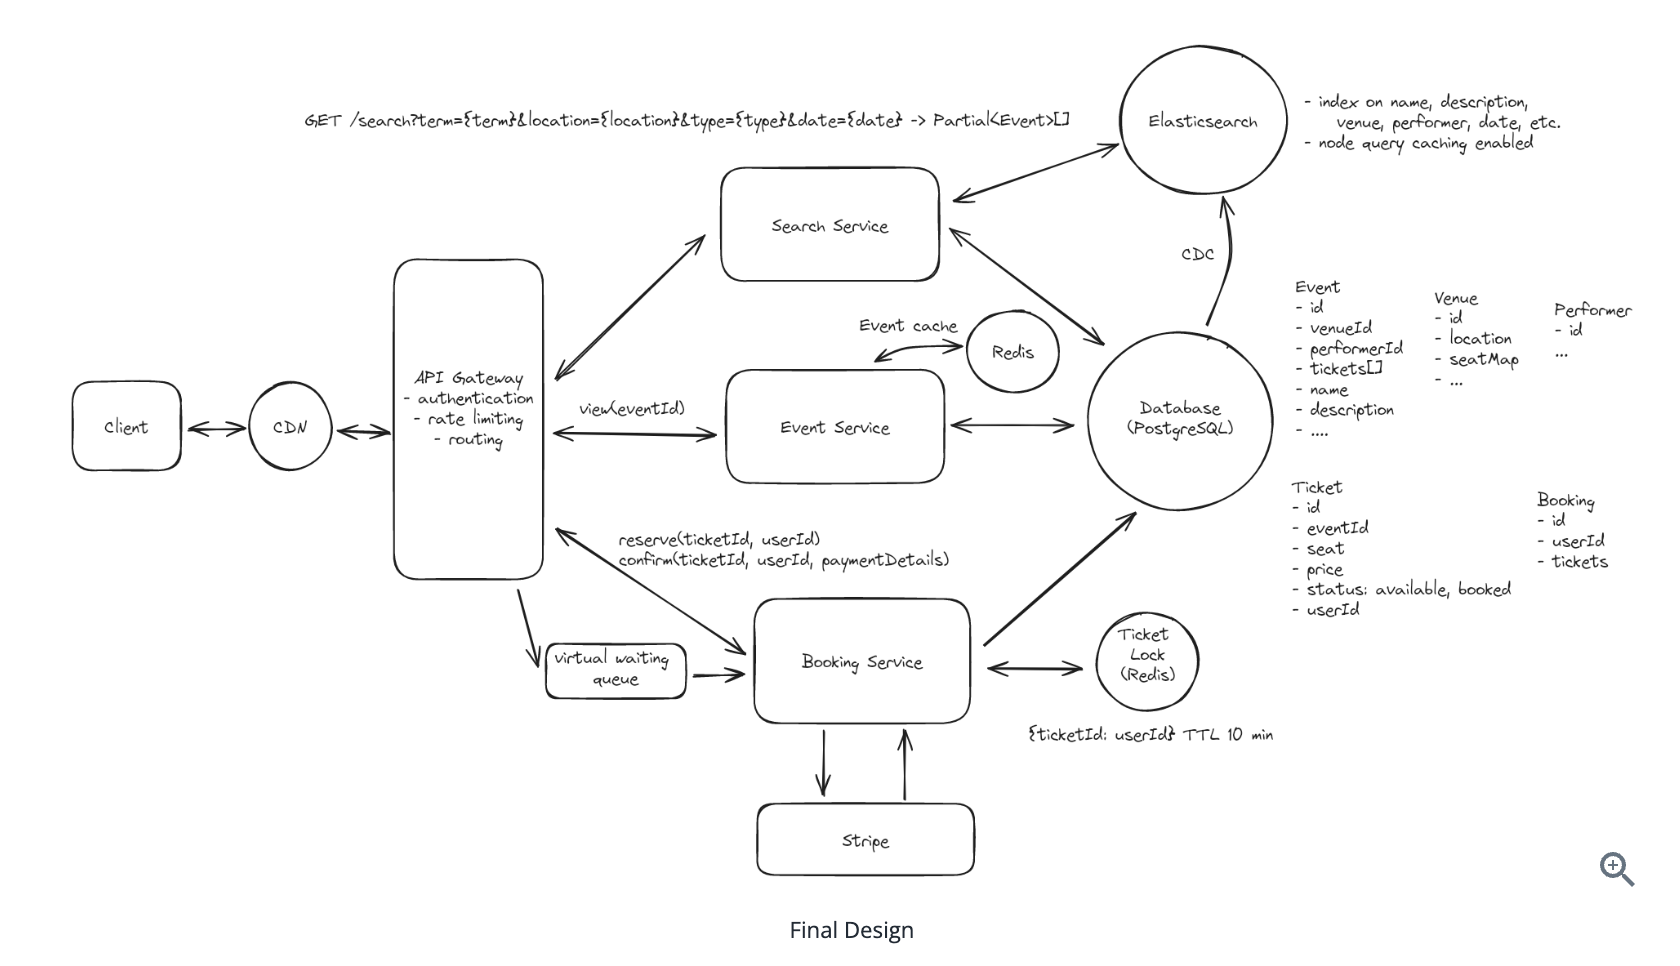 GET /search?term={term}&location={location}&type={type}&date={date} -> Partial<Event>[]
Elasticsearch
- index on name, description,
venue, performer, date, etc.
- node query caching enabled
Search Service
CDC
Event cache
Redis
Client
CDN
API Gateway
- authentication
- rate limiting
- routing
view(eventId)
Event Service
Database
(PostgreSQL)
Event
- id
- venueId
- performerId
- tickets[]
- name
- description
- ....
Venue
- id
- location
- seatMap
- ...
Performer
- id
...
Ticket
- id
- eventId
- seat
- price
- status: available, booked
- userId
Booking
- id
- userId
- tickets
reserve(ticketId, userId)
confirm(ticketId, userId, paymentDetails)
virtual waiting
queue
Booking Service
Ticket
Lock
(Redis)
{ticketId: userId} TTL 10 min
Stripe
Final Design